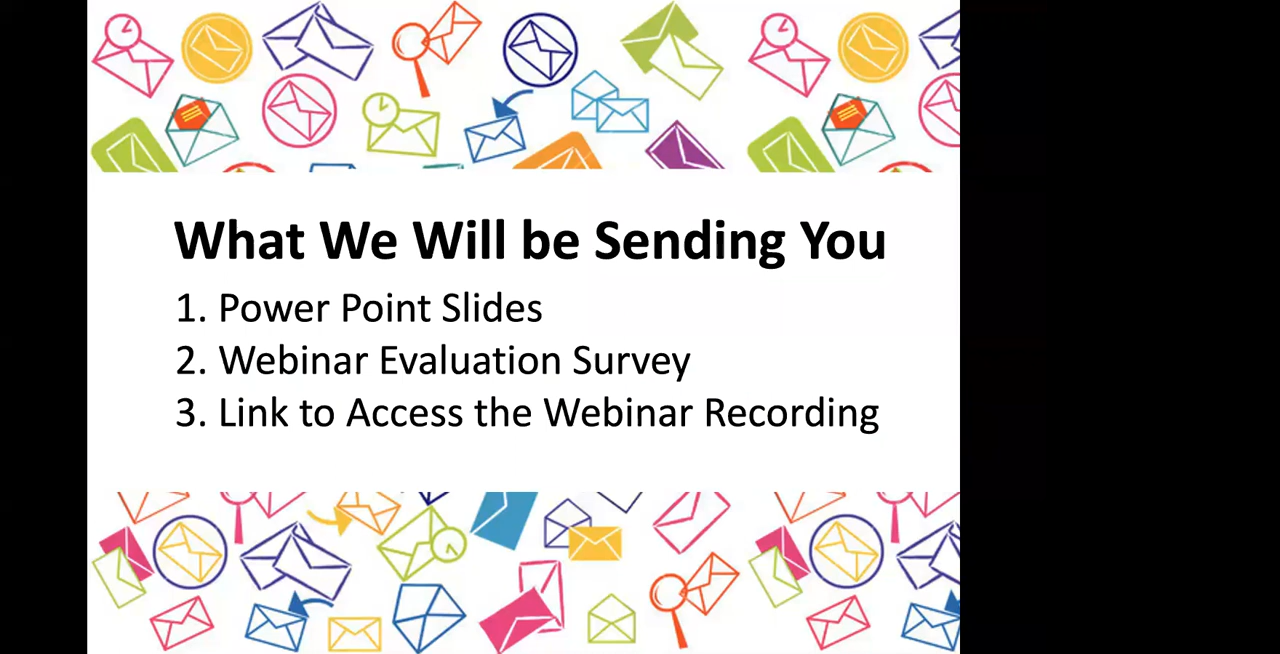 What We Will be Sending You
1. Power Point Slides
2. Webinar Evaluation Survey
3. Link to Access the Webinar Recording